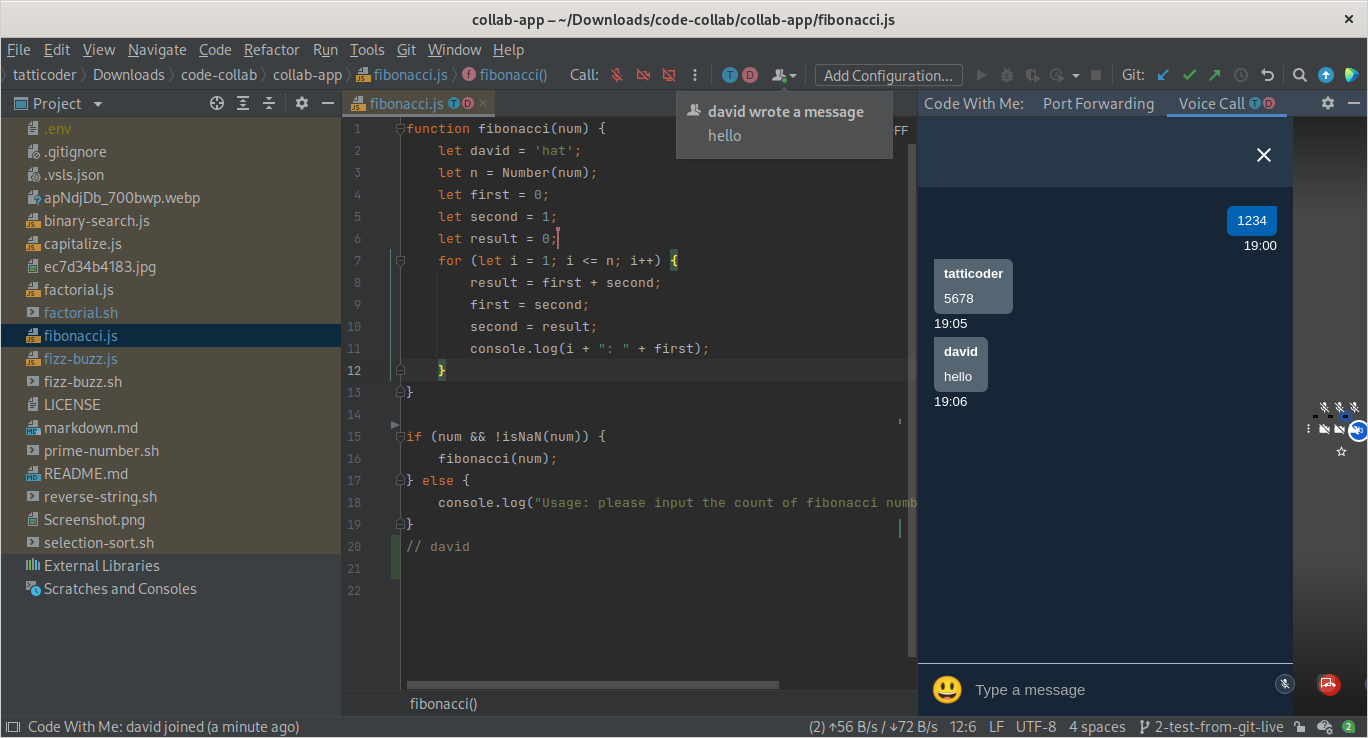 collab-app – ~/Downloads/code-collab/collab-app/fibonacci.js
File Edit View Navigate Code Refactor Run Tools Git Window Help
tatticoder Downloads code-collab collab-app fibonacci.js fibonacci() Call: T D Add Configuration... Git:
Project
fibonacci.js T D
Code With Me: Port Forwarding Voice Call T D
david wrote a message
hello
OFF
.env
.gitignore
.vsls.json
apNdjDb_700bwp.webp
binary-search.js
capitalize.js
ec7d34b4183.jpg
factorial.js
factorial.sh
fibonacci.js
fizz-buzz.js
fizz-buzz.sh
LICENSE
markdown.md
prime-number.sh
README.md
reverse-string.sh
Screenshot.png
selection-sort.sh
External Libraries
Scratches and Consoles
1 function fibonacci(num) {
2 let david = 'hat';
3 let n = Number(num);
4 let first = 0;
5 let second = 1;
6 let result = 0;
7 for (let i = 1; i <= n; i++) {
8 result = first + second;
9 first = second;
10 second = result;
11 console.log(i + ": " + first);
12 }
13 }
14
15 if (num && !isNaN(num)) {
16 fibonacci(num);
17 } else {
18 console.log("Usage: please input the count of fibonacci numb
19 }
20 // david
21
22
fibonacci()
1234
19:00
tatticoder
5678
19:05
david
hello
19:06
Type a message
Code With Me: david joined (a minute ago)
(2) ↑56 B/s / ↓72 B/s 12:6 LF UTF-8 4 spaces 2-test-from-git-live 2